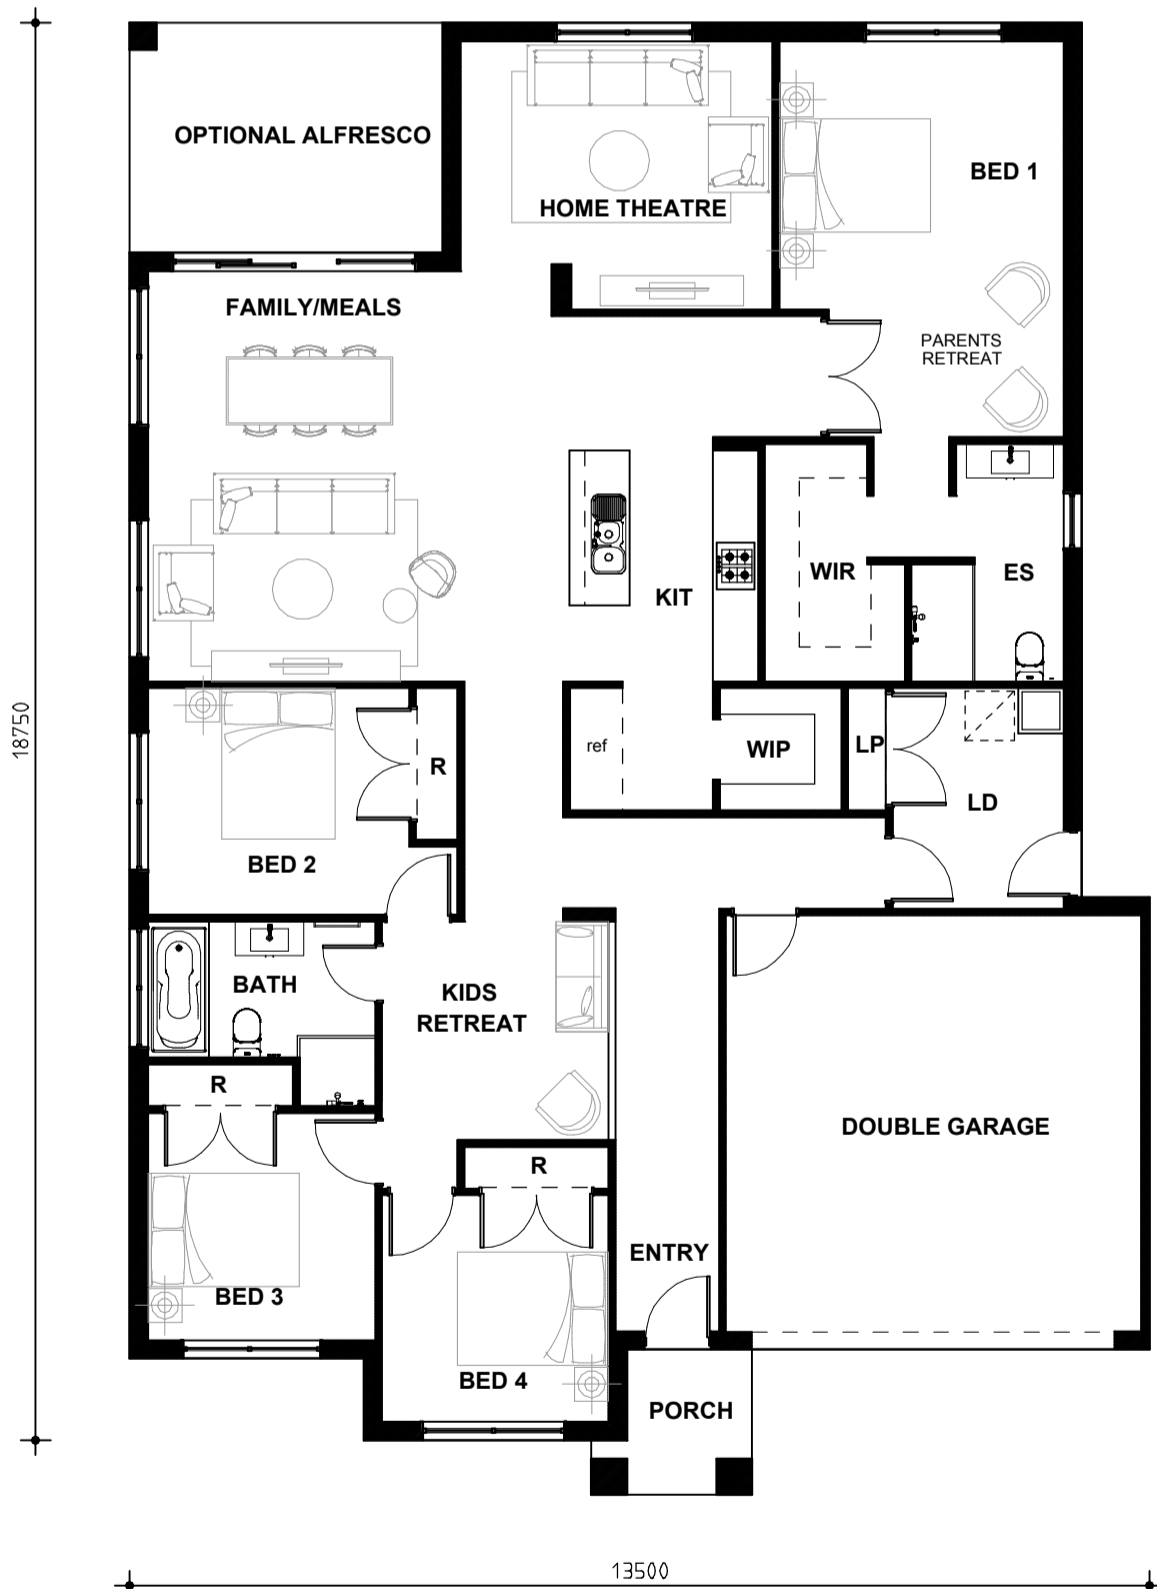 OPTIONAL ALFRESCO
HOME THEATRE
BED 1
FAMILY/MEALS
PARENTS
RETREAT
KIT
WIR
ES
18750
ref
WIP
LP
LD
R
BED 2
BATH
KIDS
RETREAT
R
DOUBLE GARAGE
R
ENTRY
BED 3
BED 4
PORCH
13500